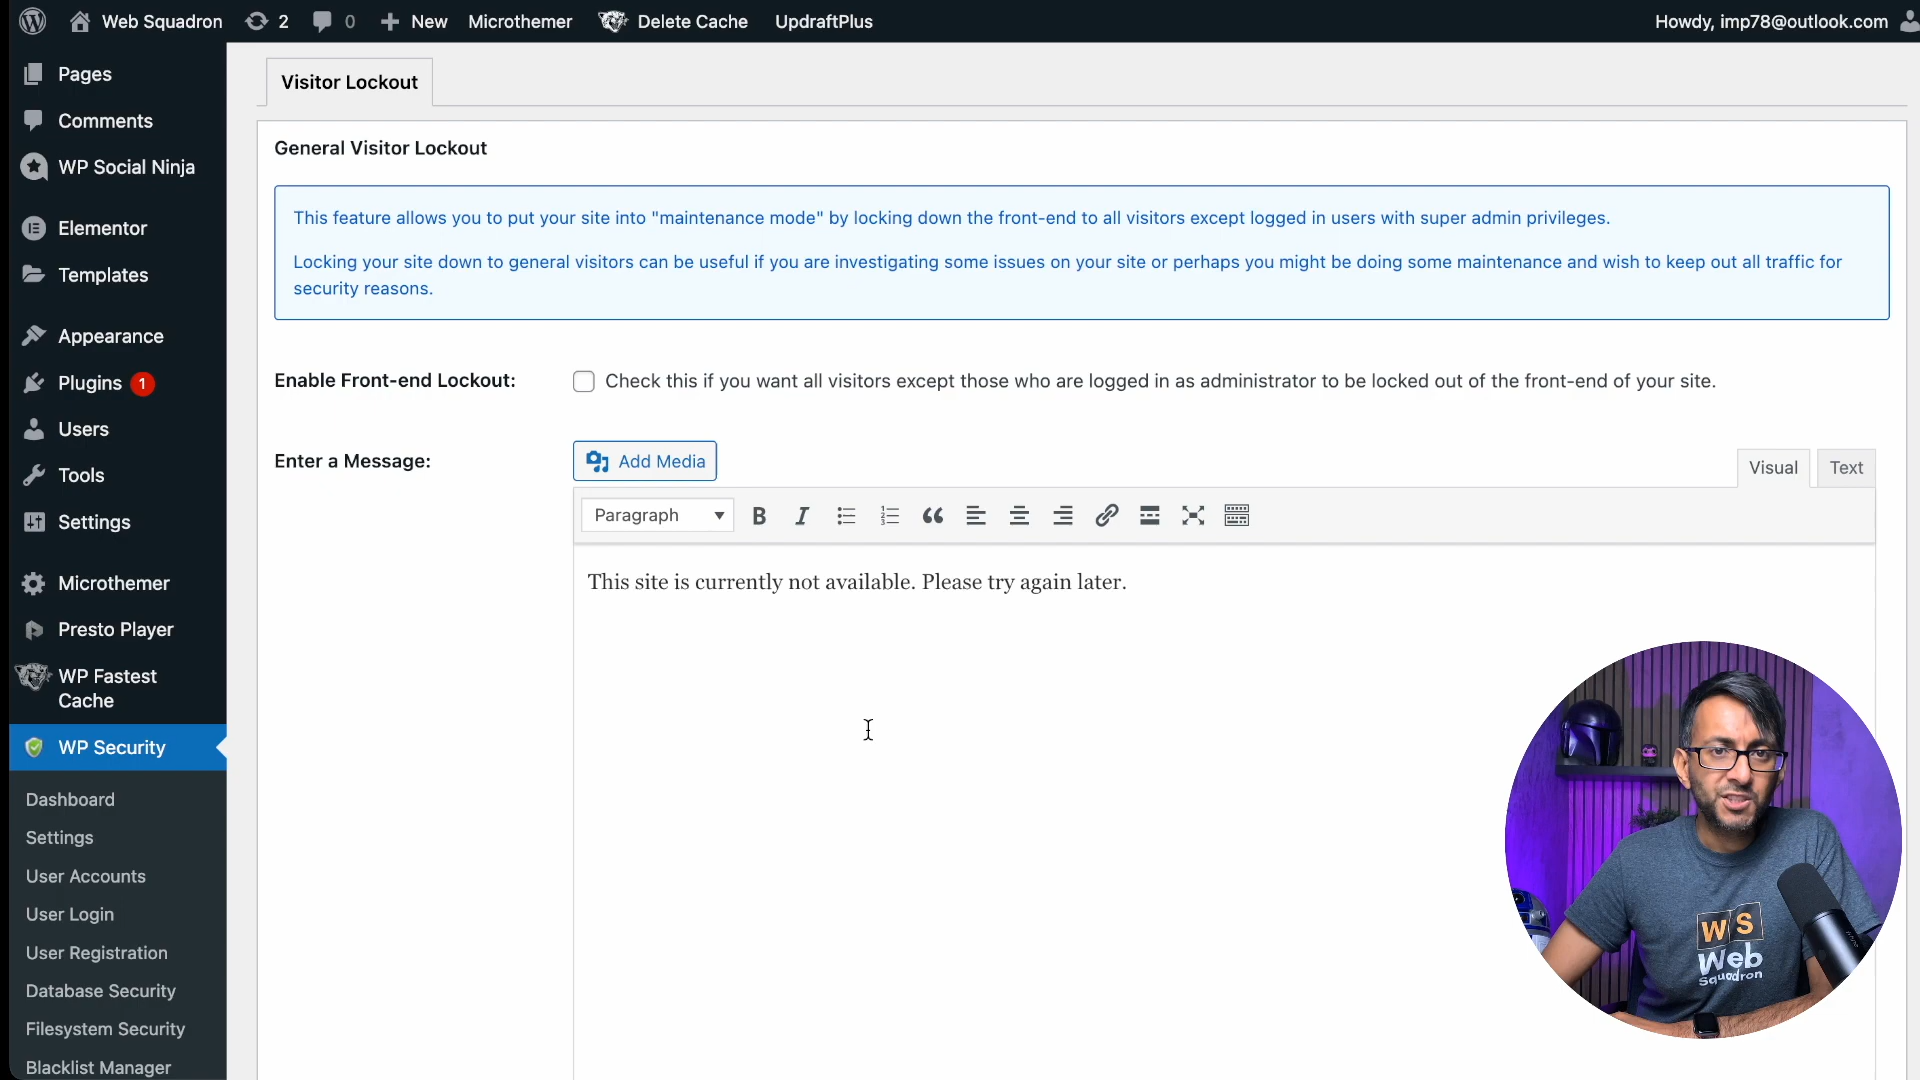 Web Squadron 2 0 New Microthemer Delete Cache UpdraftPlus Howdy, imp78@outlook.com
Pages
Comments
WP Social Ninja
Elementor
Templates
Appearance
Plugins 1
Users
Tools
Settings
Microthemer
Presto Player
WP Fastest
Cache
WP Security
Dashboard
Settings
User Accounts
User Login
User Registration
Database Security
Filesystem Security
Blacklist Manager
Visitor Lockout
General Visitor Lockout
This feature allows you to put your site into "maintenance mode" by locking down the front-end to all visitors except logged in users with super admin privileges.
Locking your site down to general visitors can be useful if you are investigating some issues on your site or perhaps you might be doing some maintenance and wish to keep out all traffic for
security reasons.
Enable Front-end Lockout: Check this if you want all visitors except those who are logged in as administrator to be locked out of the front-end of your site.
Enter a Message: Add Media
Visual Text
Paragraph B I
This site is currently not available. Please try again later.
WS
Web
Squadron